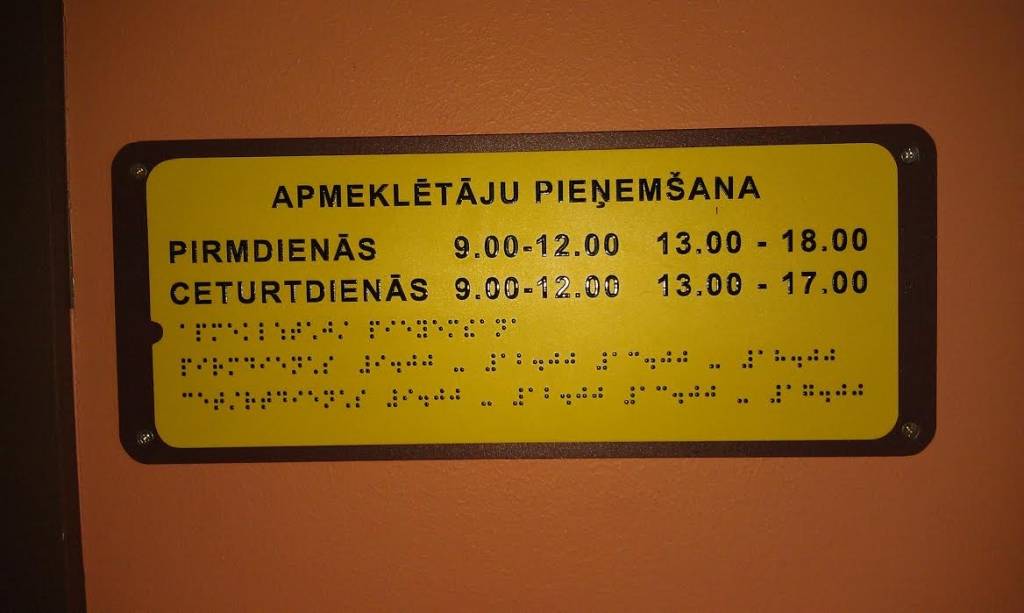 APMEKLĒTĀJU PIEŅEMŠANA
PIRMDIENĀS 9.00-12.00 13.00 - 18.00
CETURTDIENĀS 9.00-12.00 13.00 - 17.00